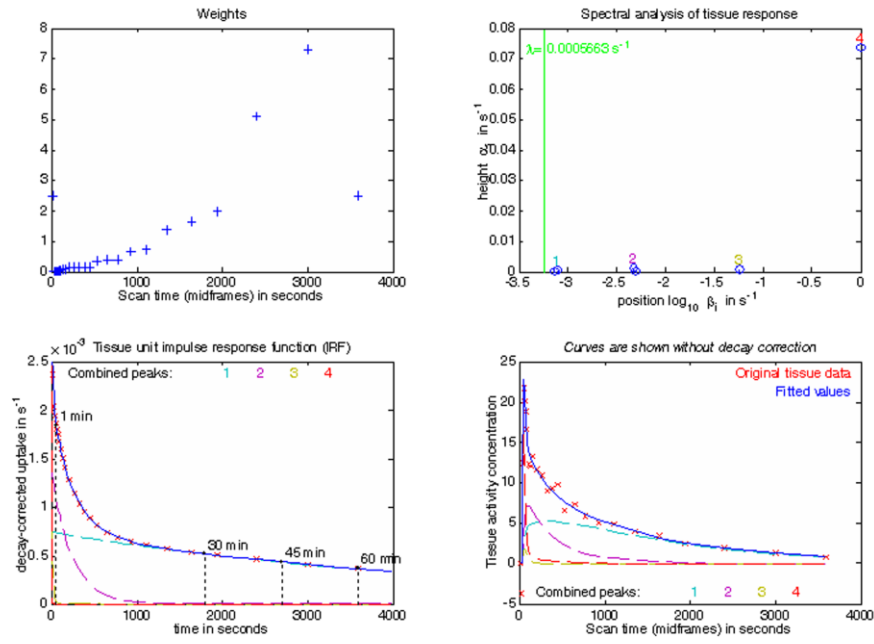 Weights
8
7
6
5
4
3
2
1
0
0 1000 2000 3000 4000
Scan time (midframes) in seconds
Spectral analysis of tissue response
0.08
0.07
0.06
0.05
0.04
0.03
0.02
0.01
0
height α in s⁻¹
λ= 0.0005663 s⁻¹
1 2 3 4
-3.5 -3 -2.5 -2 -1.5 -1 -0.5 0
position log₁₀ βᵢ in s⁻¹
Tissue unit impulse response function (IRF)
× 10⁻³
2.5
2
1.5
1
0.5
0
decay-corrected uptake in s⁻¹
Combined peaks: 1 2 3 4
1 min
30 min
45 min
60 min
0 1000 2000 3000 4000
time in seconds
Curves are shown without decay correction
25
20
15
10
5
0
-5
Tissue activity concentration
Original tissue data
Fitted values
Combined peaks: 1 2 3 4
0 1000 2000 3000 4000
Scan time (midframes) in seconds